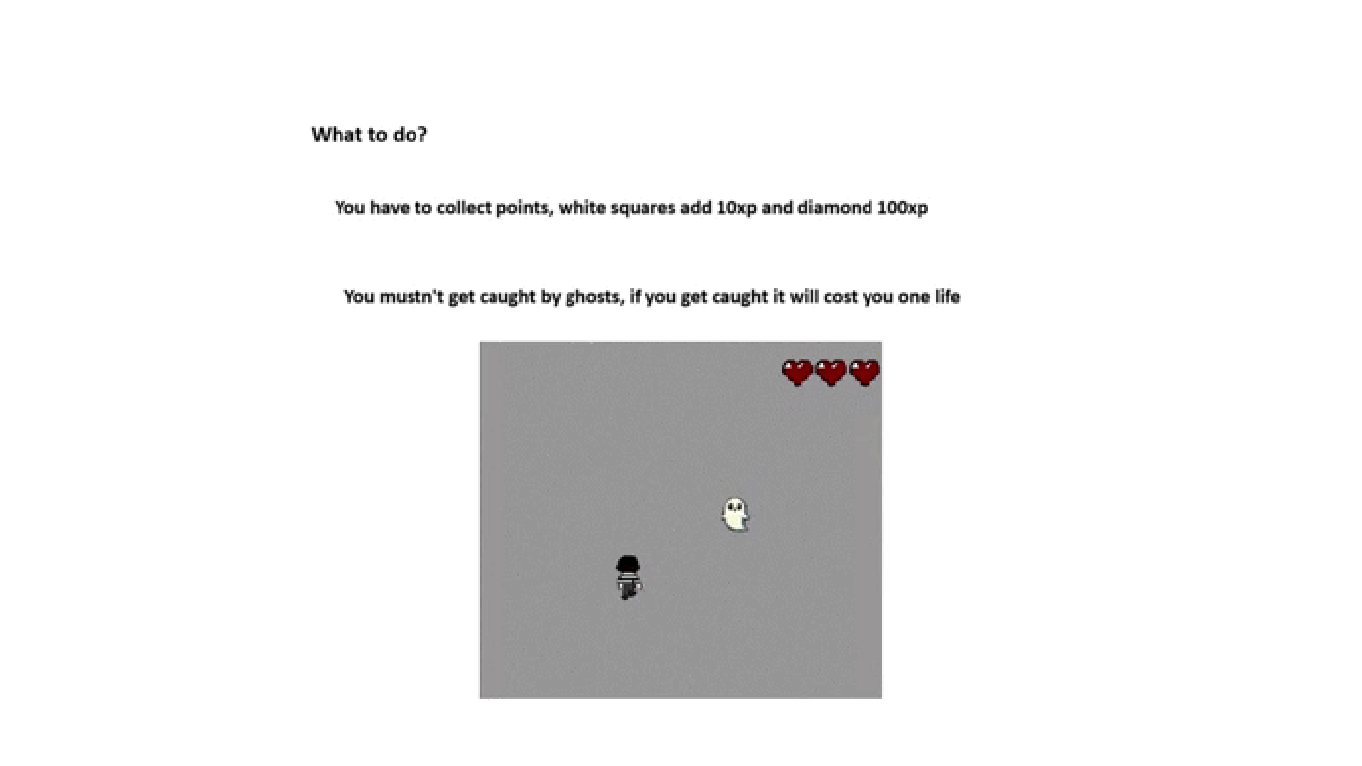 What to do?
You have to collect points, white squares add 10xp and diamond 100xp
You mustn't get caught by ghosts, if you get caught it will cost you one life